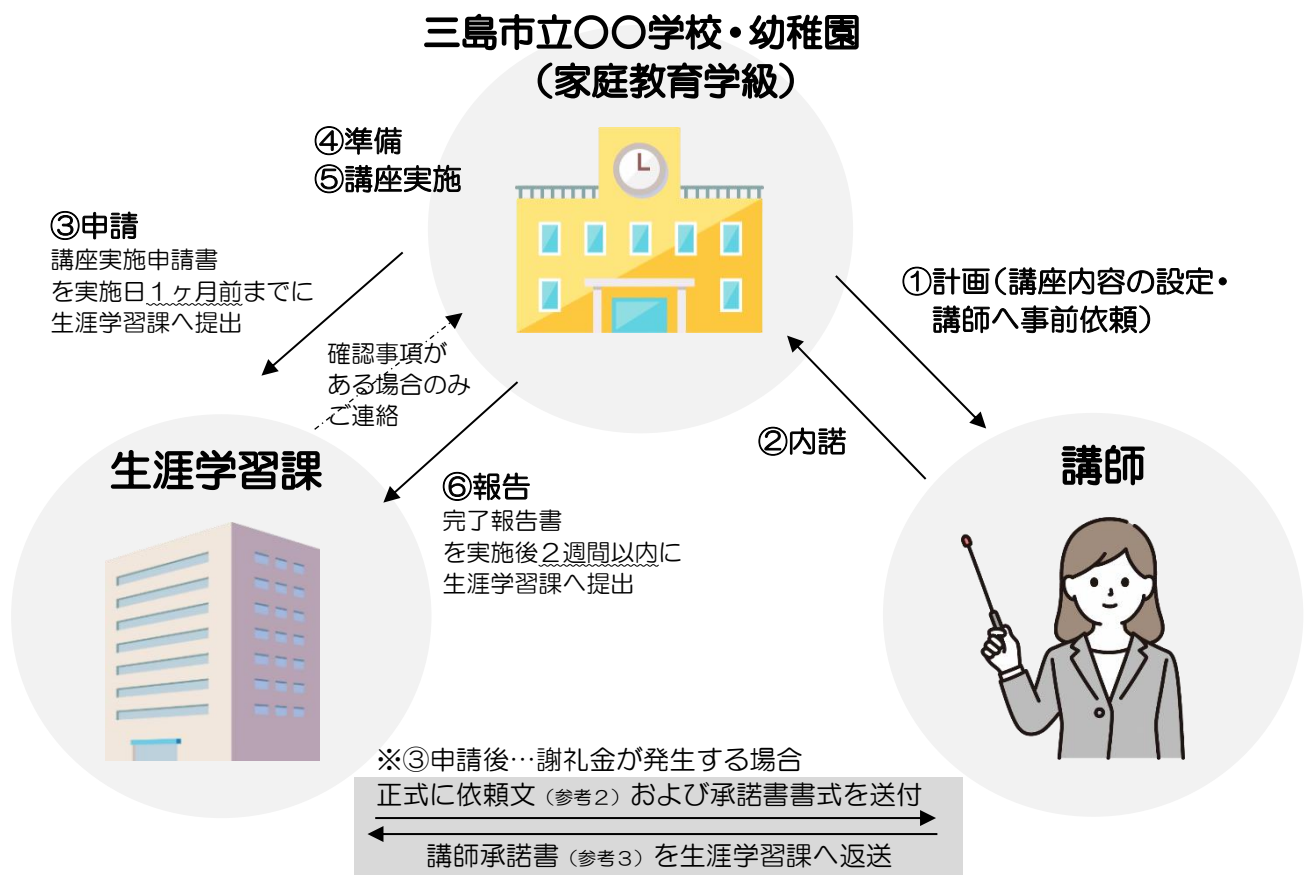 三島市立〇〇学校・幼稚園
（家庭教育学級）
④準備
⑤講座実施
③申請
講座実施申請書
を実施日１ヶ月前までに
生涯学習課へ提出
確認事項が
ある場合のみ
ご連絡
①計画（講座内容の設定・
講師へ事前依頼）
②内諾
生涯学習課
⑥報告
完了報告書
を実施後２週間以内に
生涯学習課へ提出
講師
※③申請後…謝礼金が発生する場合
正式に依頼文（参考２）および承諾書書式を送付
講師承諾書（参考３）を生涯学習課へ返送